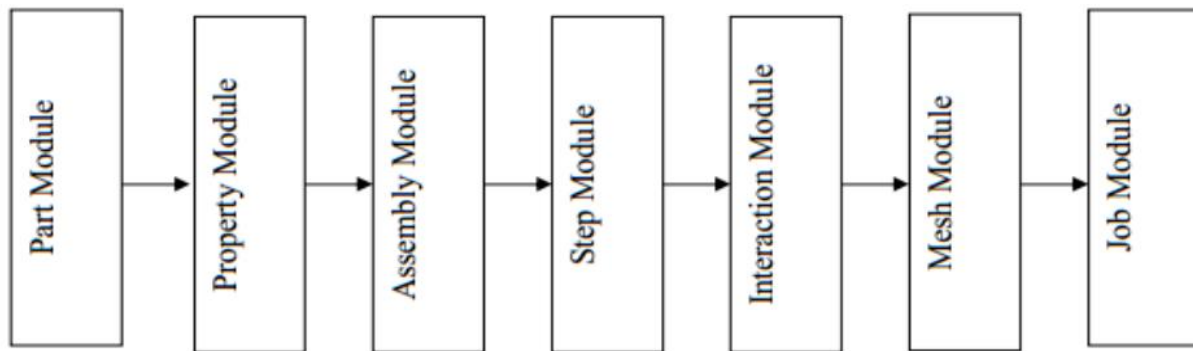 Part Module
Property Module
Assembly Module
Step Module
Interaction Module
Mesh Module
Job Module